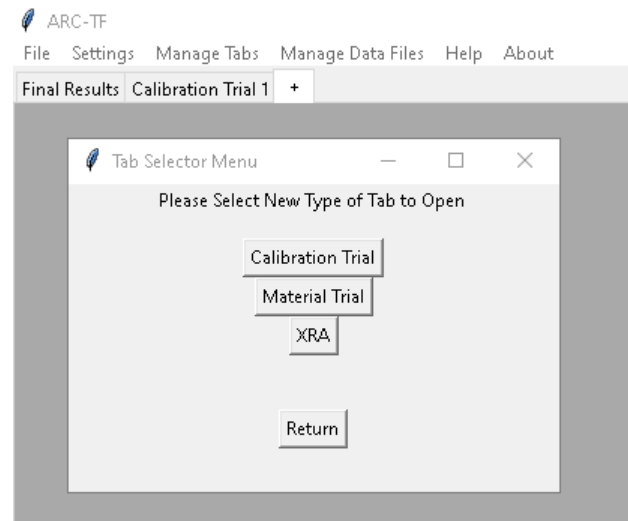 ARC-TF
File Settings Manage Tabs Manage Data Files Help About
Final Results Calibration Trial 1 +
Tab Selector Menu
Please Select New Type of Tab to Open
Calibration Trial
Material Trial
XRA
Return